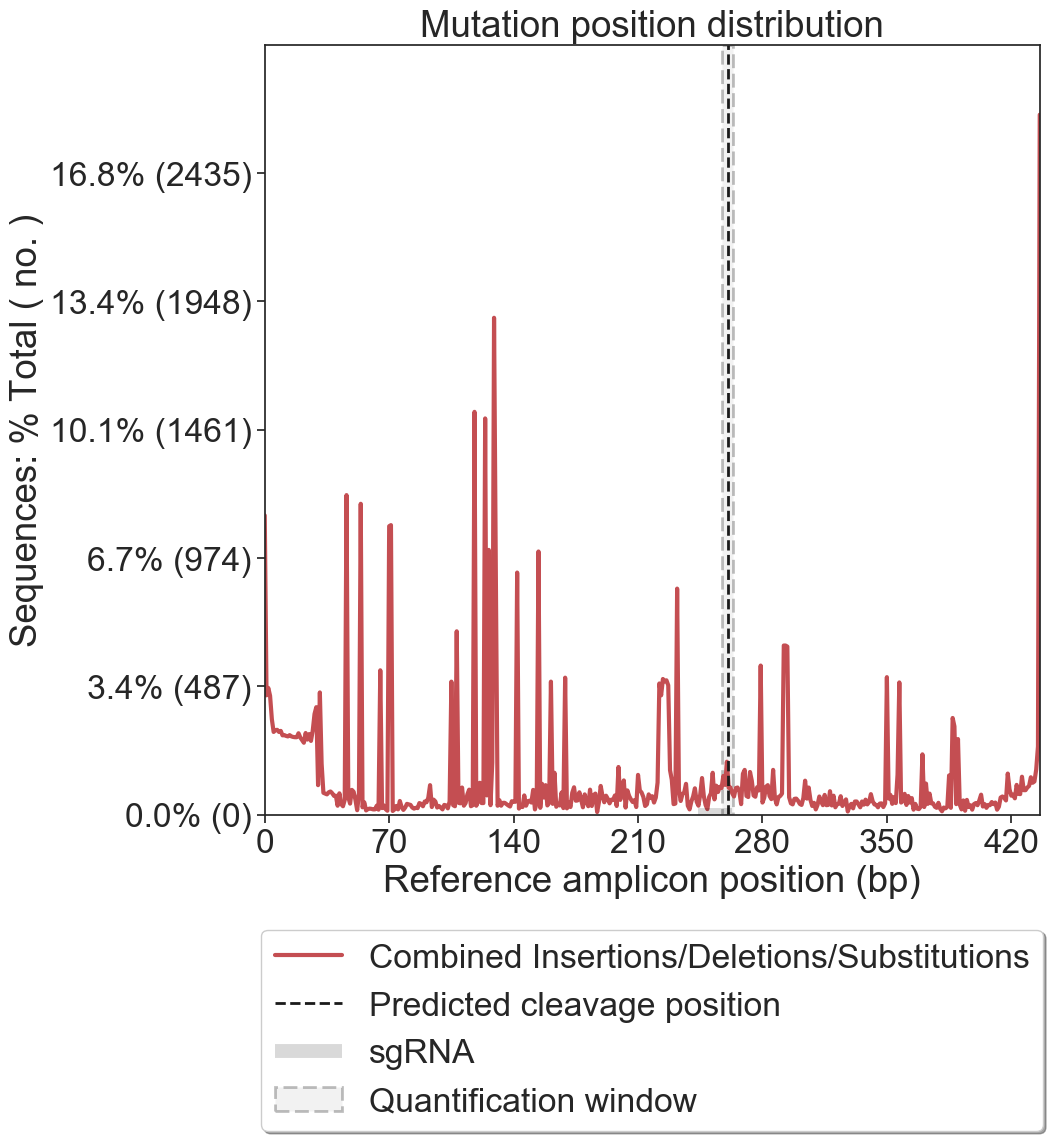 Mutation position distribution
Sequences: % Total ( no. )
16.8% (2435)
13.4% (1948)
10.1% (1461)
6.7% (974)
3.4% (487)
0.0% (0)
0 70 140 210 280 350 420
Reference amplicon position (bp)
Combined Insertions/Deletions/Substitutions
Predicted cleavage position
sgRNA
Quantification window